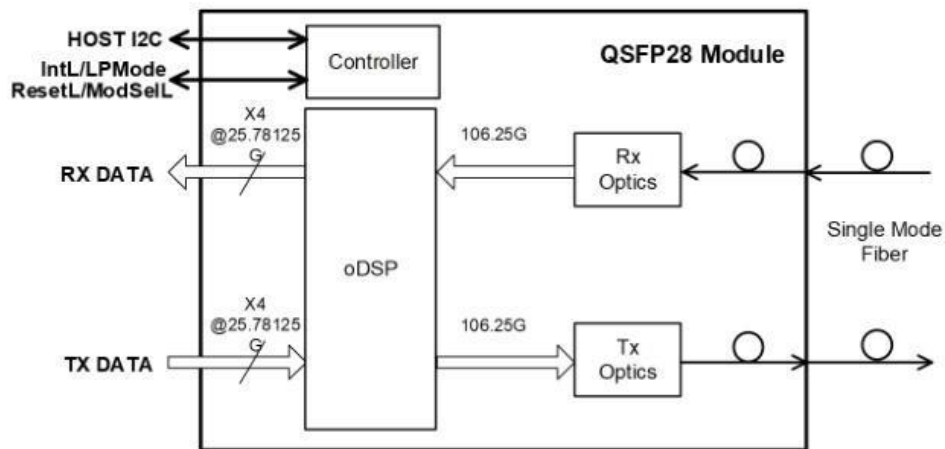 HOST I2C
IntL/LPMode
ResetL/ModSelL
Controller
QSFP28 Module
X4
@25.78125
G
106.25G
RX DATA
Rx
Optics
Single Mode
Fiber
oDSP
X4
@25.78125
G
106.25G
TX DATA
Tx
Optics